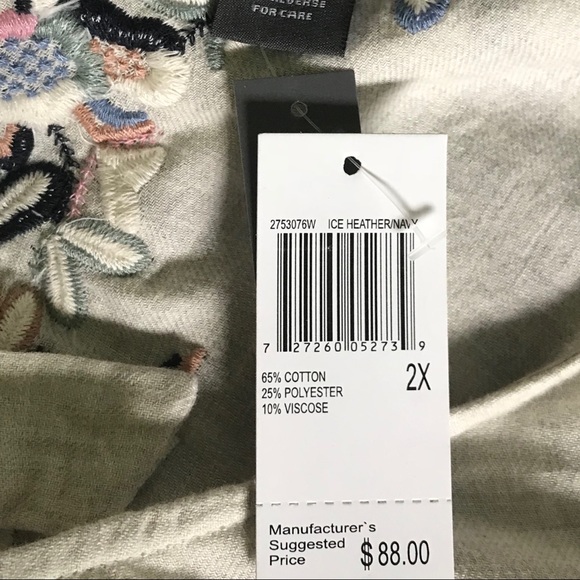 REVERSE
FOR CARE
2753076W ICE HEATHER/NAVY
7 27260 05273 9
65% COTTON 2X
25% POLYESTER
10% VISCOSE
Manufacturer`s
Suggested
Price $88.00